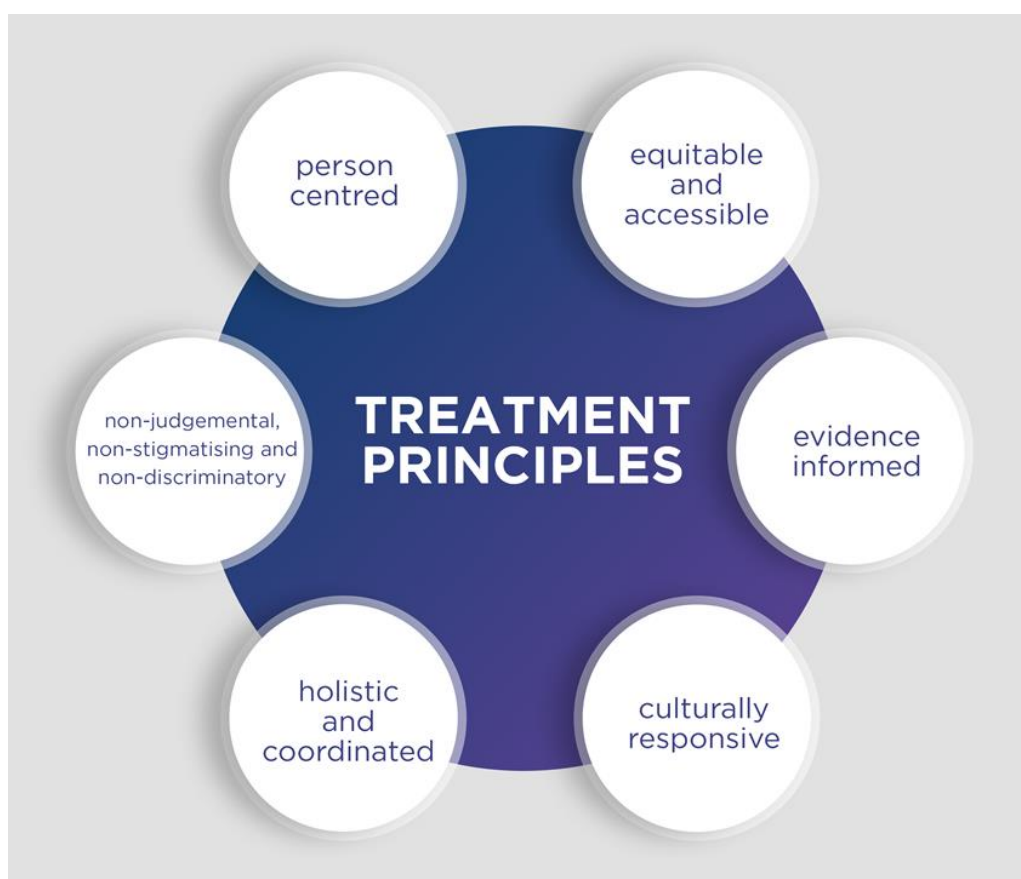 person
centred
equitable
and
accessible
non-judgemental,
non-stigmatising and
non-discriminatory
TREATMENT
PRINCIPLES
evidence
informed
holistic
and
coordinated
culturally
responsive